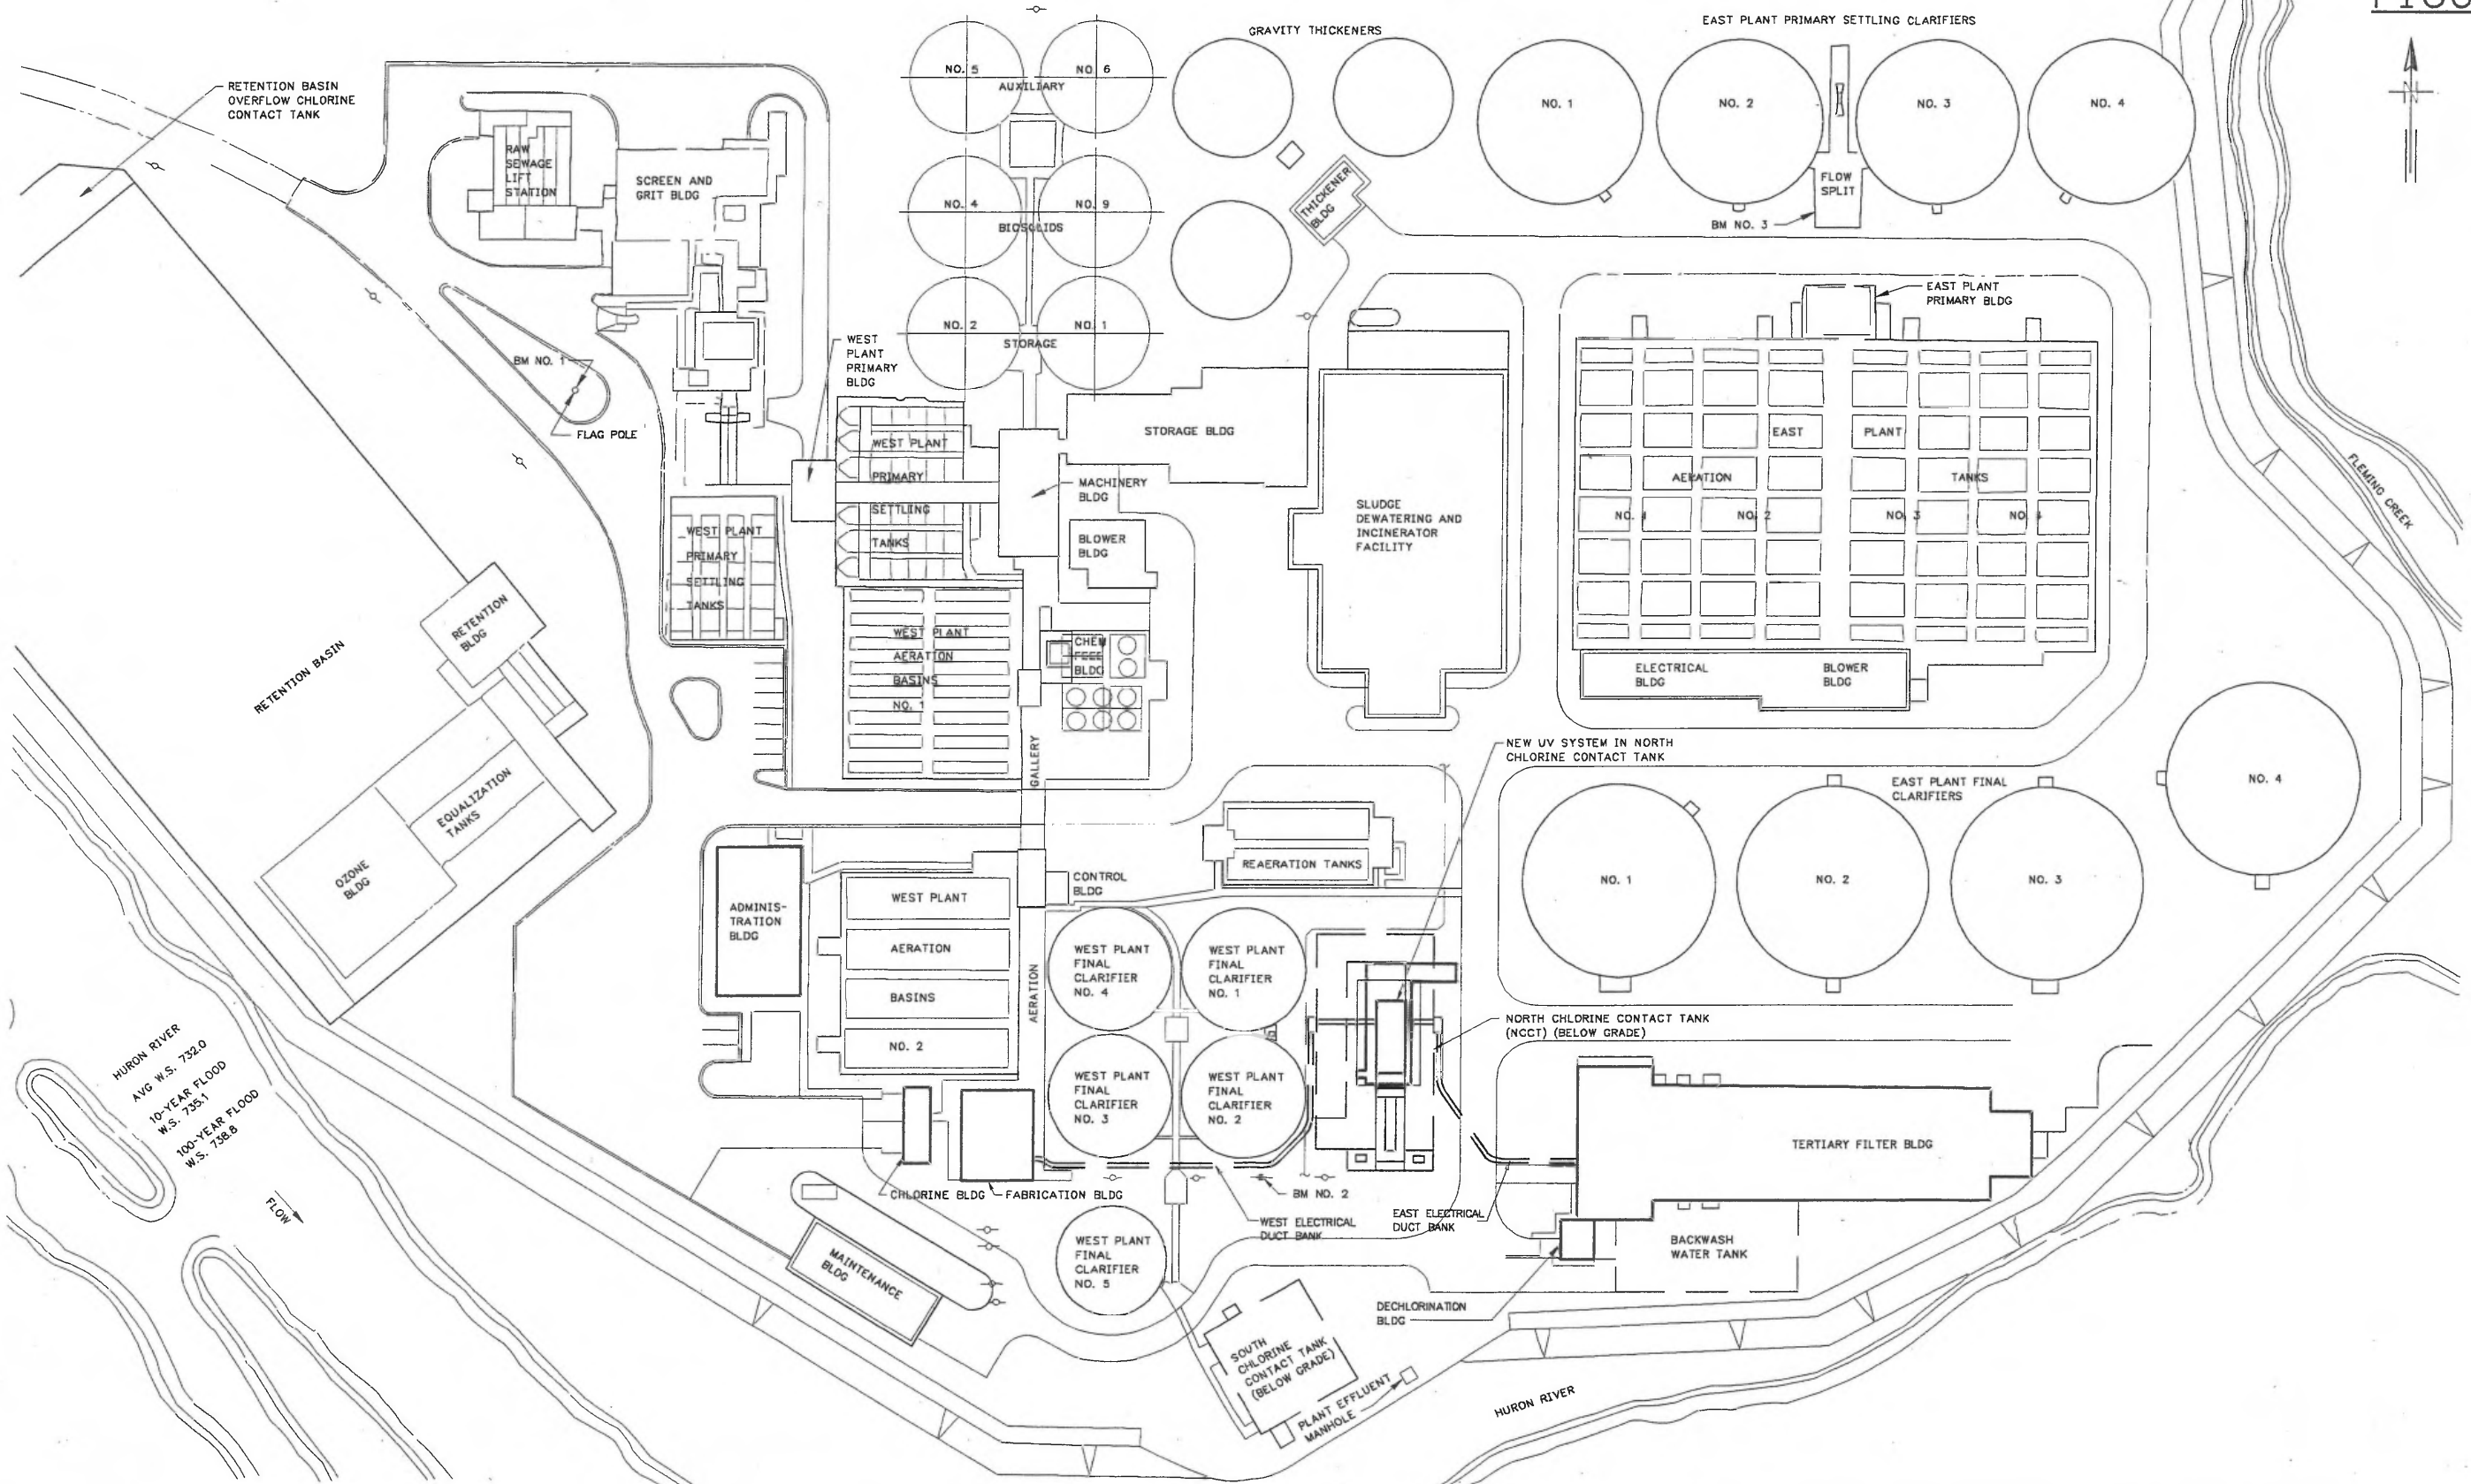 GRAVITY THICKENERS
EAST PLANT PRIMARY SETTLING CLARIFIERS
RETENTION BASIN
OVERFLOW CHLORINE
CONTACT TANK
NO. 5
NO. 6
AUXILIARY
NO. 4
NO. 9
BIOSOLIDS
NO. 2
NO. 1
STORAGE
NO. 1
NO. 2
NO. 3
NO. 4
N
RAW
SEWAGE
LIFT
STATION
SCREEN AND
GRIT BLDG
THICKENER
BLDG
FLOW
SPLIT
BM NO. 3
EAST PLANT
PRIMARY BLDG
BM NO. 1
FLAG POLE
WEST
PLANT
PRIMARY
BLDG
WEST PLANT
PRIMARY
SETTLING
TANKS
STORAGE BLDG
MACHINERY
BLDG
BLOWER
BLDG
SLUDGE
DEWATERING AND
INCINERATOR
FACILITY
EAST PLANT
AERATION TANKS
NO. 1
NO. 2
NO. 3
NO. 4
FLEMING CREEK
WEST PLANT
PRIMARY
SETTLING
TANKS
RETENTION
BLDG
RETENTION BASIN
WEST PLANT
AERATION
BASINS
NO. 1
CHEM
FEED
BLDG
ELECTRICAL
BLDG
BLOWER
BLDG
GALLERY
NEW UV SYSTEM IN NORTH
CHLORINE CONTACT TANK
EQUALIZATION
TANKS
OZONE
BLDG
EAST PLANT FINAL
CLARIFIERS
NO. 1
NO. 2
NO. 3
NO. 4
REAERATION TANKS
CONTROL
BLDG
ADMINIS-
TRATION
BLDG
WEST PLANT
AERATION
BASINS
NO. 2
AERATION
WEST PLANT
FINAL
CLARIFIER
NO. 4
WEST PLANT
FINAL
CLARIFIER
NO. 1
WEST PLANT
FINAL
CLARIFIER
NO. 3
WEST PLANT
FINAL
CLARIFIER
NO. 2
NORTH CHLORINE CONTACT TANK
(NCCT) (BELOW GRADE)
HURON RIVER
AVG W.S. 732.0
10-YEAR FLOOD
W.S. 735.1
100-YEAR FLOOD
W.S. 738.8
FLOW
TERTIARY FILTER BLDG
CHLORINE BLDG
FABRICATION BLDG
BM NO. 2
WEST ELECTRICAL
DUCT BANK
EAST ELECTRICAL
DUCT BANK
WEST PLANT
FINAL
CLARIFIER
NO. 5
MAINTENANCE
BLDG
BACKWASH
WATER TANK
DECHLORINATION
BLDG
SOUTH
CHLORINE
CONTACT TANK
(BELOW GRADE)
PLANT EFFLUENT
MANHOLE
HURON RIVER